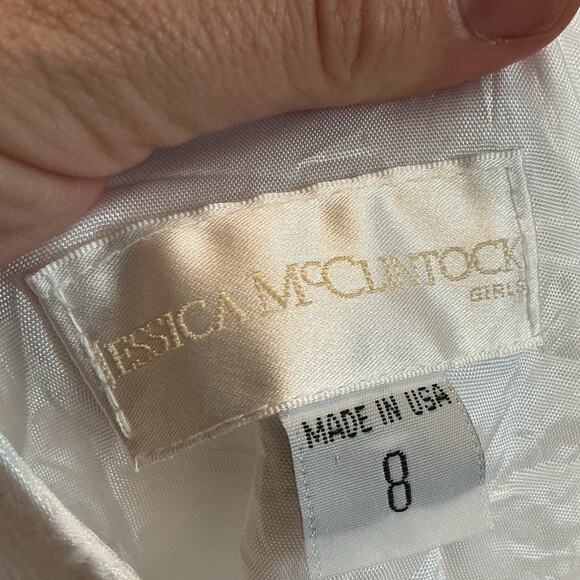 JESSICA McCLINTOCK
GIRLS
MADE IN USA
8